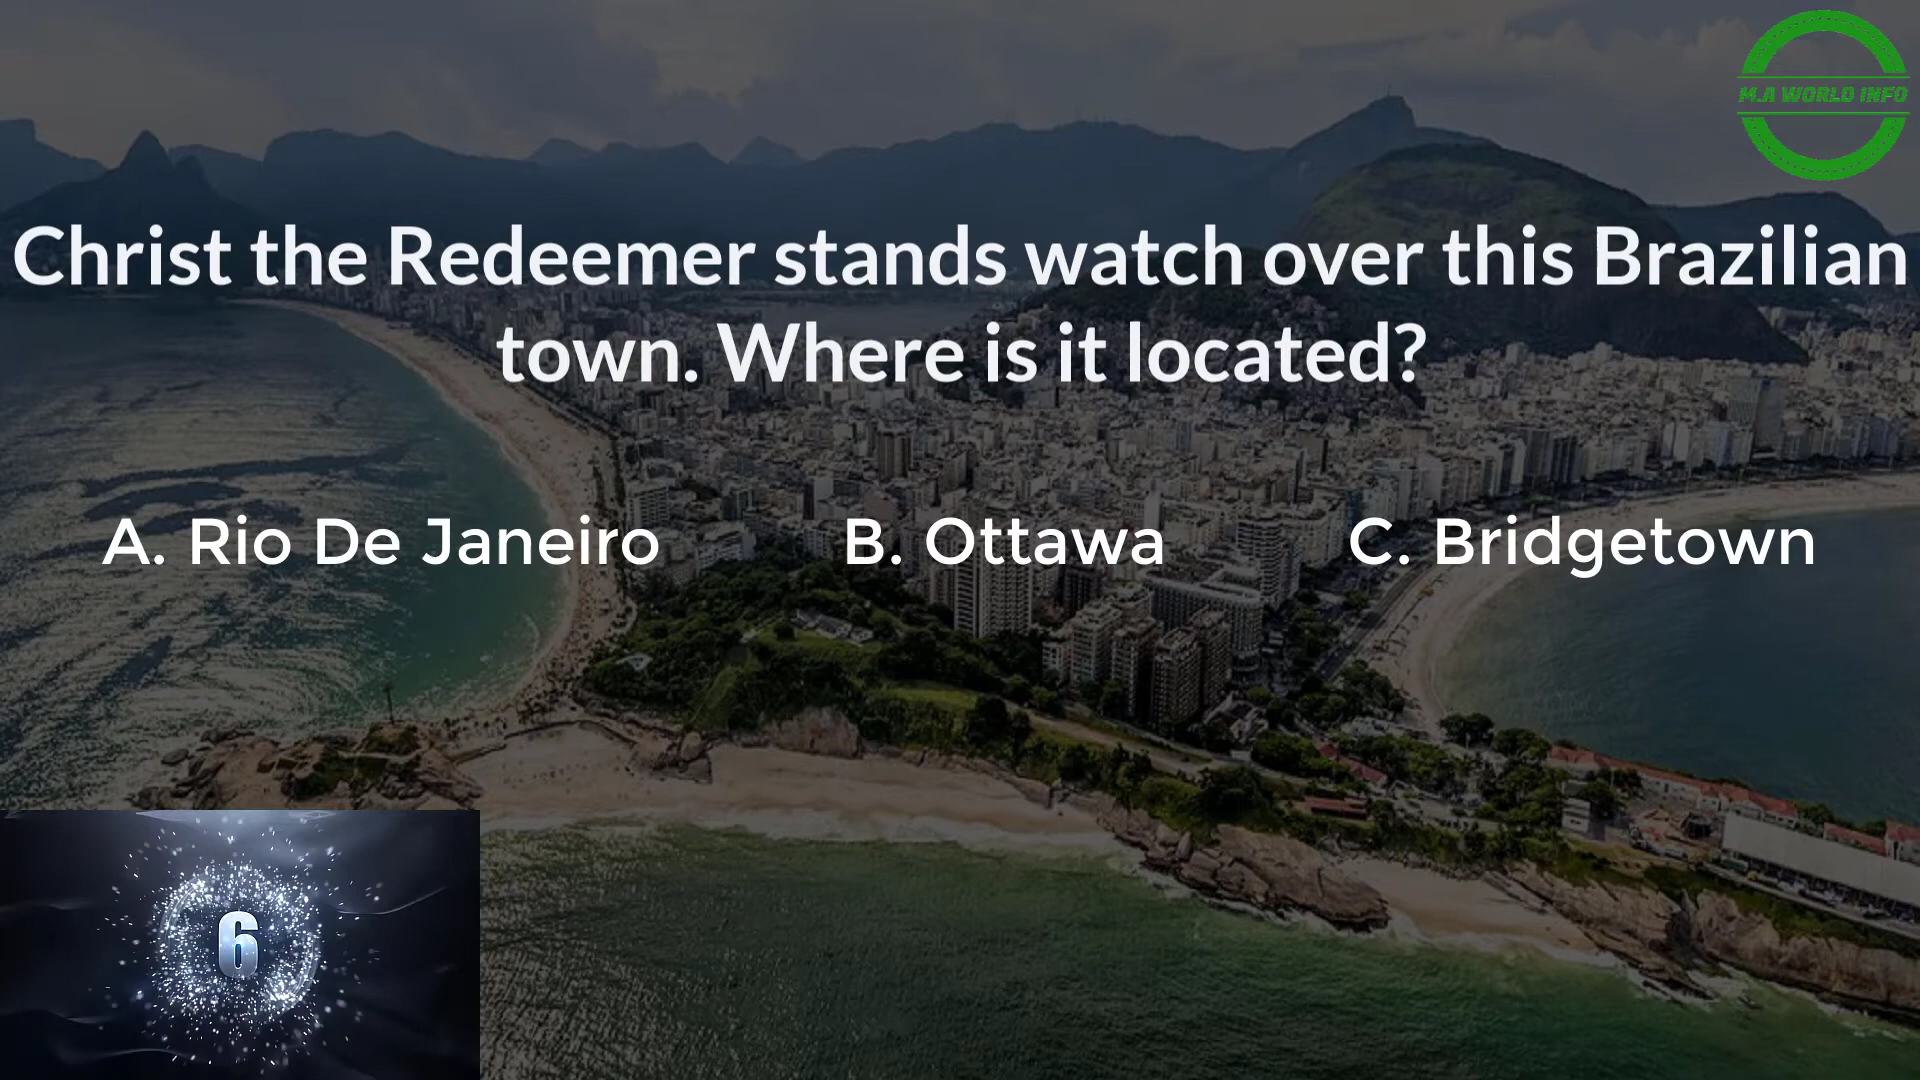 M.A WORLD INFO
Christ the Redeemer stands watch over this Brazilian
town. Where is it located?
A. Rio De Janeiro
B. Ottawa
C. Bridgetown
6